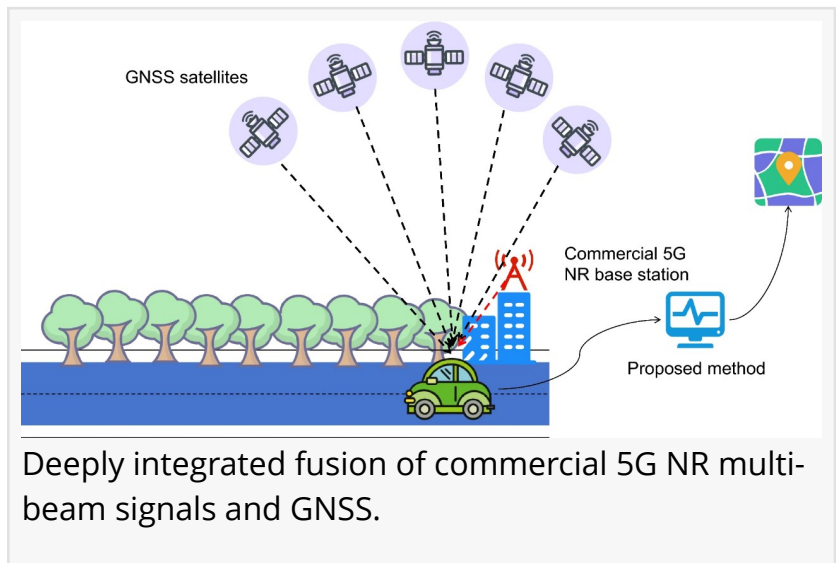 GNSS satellites
Commercial 5G
NR base station
Proposed method
Deeply integrated fusion of commercial 5G NR multi-
beam signals and GNSS.